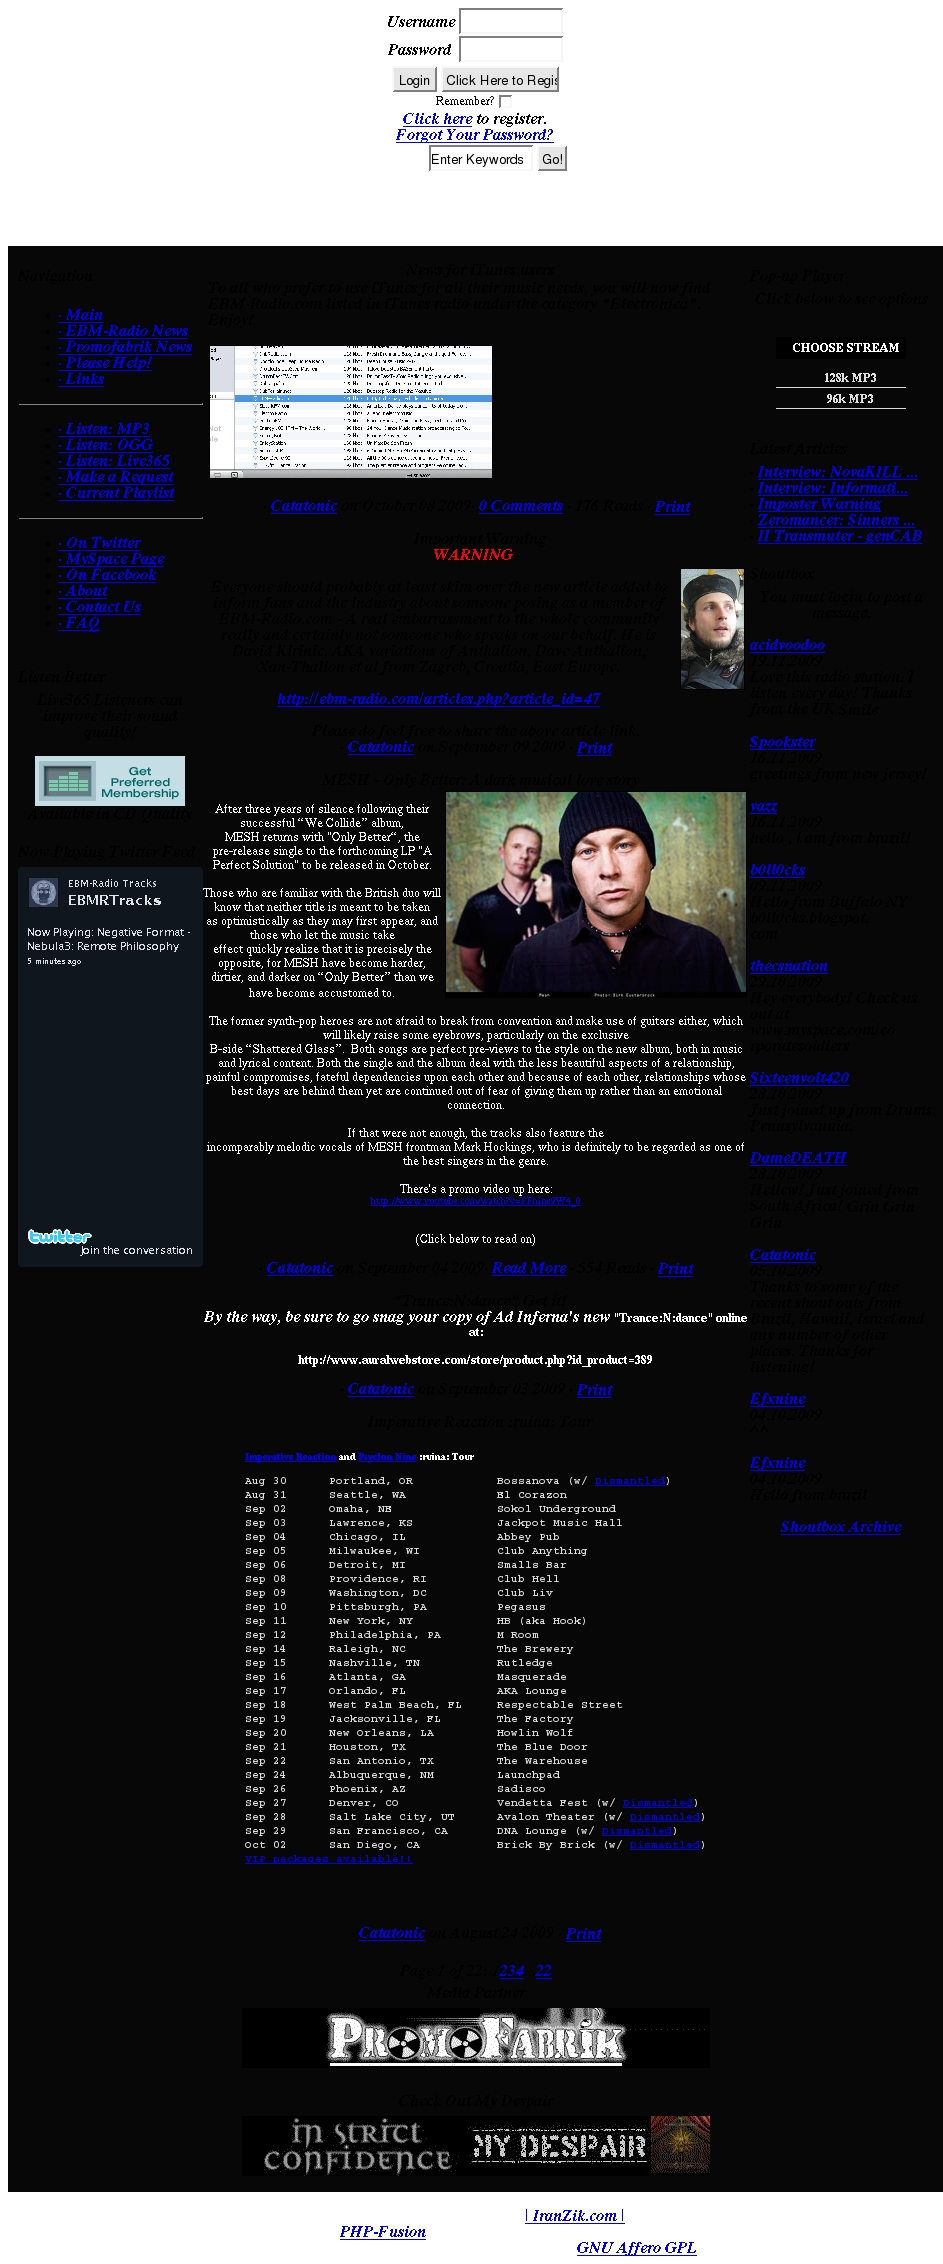 Username
Password
Login Click Here to Regis
Remember?
Click here to register.
Forgot Your Password?
Enter Keywords Go!
Navigation
· Main
· EBM-Radio News
· Promofabrik News
· Please Help!
· Links
· Listen: MP3
· Listen: OGG
· Listen: Live365
· Make a Request
· Current Playlist
· On Twitter
· MySpace Page
· On Facebook
· About
· Contact Us
· FAQ
Listen Better
Live365 Listeners can
improve their sound
quality!
Get
Preferred
Membership
Available in CD Quality
Now Playing Twitter Feed
EBM-Radio Tracks
EBMRTracks
Now Playing: Negative Format -
Nebula3: Remote Philosophy
5 minutes ago
twitter
Join the conversation
News for iTunes users
To all who prefer to use iTunes for all their music needs, you will now find
EBM-Radio.com listed in iTunes radio under the category "Electronica".
Enjoy!
Catatonic on October 08 2009 · 0 Comments · 376 Reads · Print
Important Warning
WARNING
Everyone should probably at least skim over the new article added to
inform fans and the industry about someone posing as a member of
EBM-Radio.com - A real embarrassment to the whole community
really and certainly not someone who speaks on our behalf. He is
David Kirinic, AKA variations of Anthalion, Dave Anthalion,
Xan-Thalion et al from Zagreb, Croatia, East Europe.
http://ebm-radio.com/articles.php?article_id=47
Please do feel free to share the above article link.
· Catatonic on September 09 2009 · Print
MESH - Only Better: A dark musical love story
After three years of silence following their
successful “We Collide” album,
MESH returns with "Only Better“, the
pre-release single to the forthcoming LP "A
Perfect Solution" to be released in October.
Those who are familiar with the British duo will
know that neither title is meant to be taken
as optimistically as they may first appear, and
those who let the music take
effect quickly realize that it is precisely the
opposite, for MESH have become harder,
dirtier, and darker on “Only Better” than we
have become accustomed to.
The former synth-pop heroes are not afraid to break from convention and make use of guitars either, which
will likely raise some eyebrows, particularly on the exclusive
B-side “Shattered Glass”. Both songs are perfect pre-views to the style on the new album, both in music
and lyrical content. Both the single and the album deal with the less beautiful aspects of a relationship,
painful compromises, fateful dependencies upon each other and because of each other, relationships whose
best days are behind them yet are continued out of fear of giving them up rather than an emotional
connection.
If that were not enough, the tracks also feature the
incomparably melodic vocals of MESH frontman Mark Hockings, who is definitely to be regarded as one of
the best singers in the genre.
There's a promo video up here:
(Click below to read on)
Catatonic on September 04 2009 · Read More · 554 Reads · Print
"Trance:N:dance" Get it!
By the way, be sure to go snag your copy of Ad Inferna's new "Trance:N:dance" online
at:
http://www.auralwebstore.com/store/product.php?id_product=389
· Catatonic on September 03 2009 · Print
Imperative Reaction :ruina: Tour
Imperative Reaction and Psyclon Nine :ruina: Tour
Aug 30 Portland, OR Bossanova (w/ Dismantled)
Aug 31 Seattle, WA El Corazon
Sep 02 Omaha, NE Sokol Underground
Sep 03 Lawrence, KS Jackpot Music Hall
Sep 04 Chicago, IL Abbey Pub
Sep 05 Milwaukee, WI Club Anything
Sep 06 Detroit, MI Smalls Bar
Sep 08 Providence, RI Club Hell
Sep 09 Washington, DC Club Liv
Sep 10 Pittsburgh, PA Pegasus
Sep 11 New York, NY HB (aka Hook)
Sep 12 Philadelphia, PA M Room
Sep 14 Raleigh, NC The Brewery
Sep 15 Nashville, TN Rutledge
Sep 16 Atlanta, GA Masquerade
Sep 17 Orlando, FL AKA Lounge
Sep 18 West Palm Beach, FL Respectable Street
Sep 19 Jacksonville, FL The Factory
Sep 20 New Orleans, LA Howlin Wolf
Sep 21 Houston, TX The Blue Door
Sep 22 San Antonio, TX The Warehouse
Sep 24 Albuquerque, NM Launchpad
Sep 26 Phoenix, AZ Sadisco
Sep 27 Denver, CO Vendetta Fest (w/ Dismantled)
Sep 28 Salt Lake City, UT Avalon Theater (w/ Dismantled)
Sep 29 San Francisco, CA DNA Lounge (w/ Dismantled)
Oct 02 San Diego, CA Brick By Brick (w/ Dismantled)
VIP packages available!!
· Catatonic on August 24 2009 · Print
Page 1 of 22: 1 2 3 4 22
Media Partner
PROMOFABRIK
Check Out My Despair
in strict
confidence
MY DESPAIR
Pop-up Player
Click below to see options
CHOOSE STREAM
128k MP3
96k MP3
Latest Articles
Interview: NovaKILL ...
Interview: Informati...
Imposter Warning
Zeromancer: Sinners ...
II Transmuter - genCAB
Shoutbox
You must login to post a
message.
acidvoodoo
19.11.2009
Love this radio station. I
listen every day! Thanks
from the UK Smile
Spookster
16.11.2009
greetings from new jersey!
vazz
16.11.2009
hello , i am from brazil!
b0ll0cks
09.11.2009
Hello from Buffalo NY
b0ll0cks.blogspot.
com
thecsnation
29.10.2009
Hey everybody! Check us
out at
www.myspace.com/co
rporatesoldiers
Sixteenvolt420
28.10.2009
Just joined up from Drums
Pennsylvania.
DameDEATH
28.10.2009
Hellew! Just joined from
South Africa! Grin Grin
Grin
Catatonic
05.10.2009
Thanks to some of the
recent shout outs from
Brazil, Hawaii, Israel and
any number of other
places. Thanks for
listening!
Efxnine
04.10.2009
^^
Efxnine
04.10.2009
Hello from brazil
Shoutbox Archive
| IranZik.com |
PHP-Fusion
GNU Affero GPL